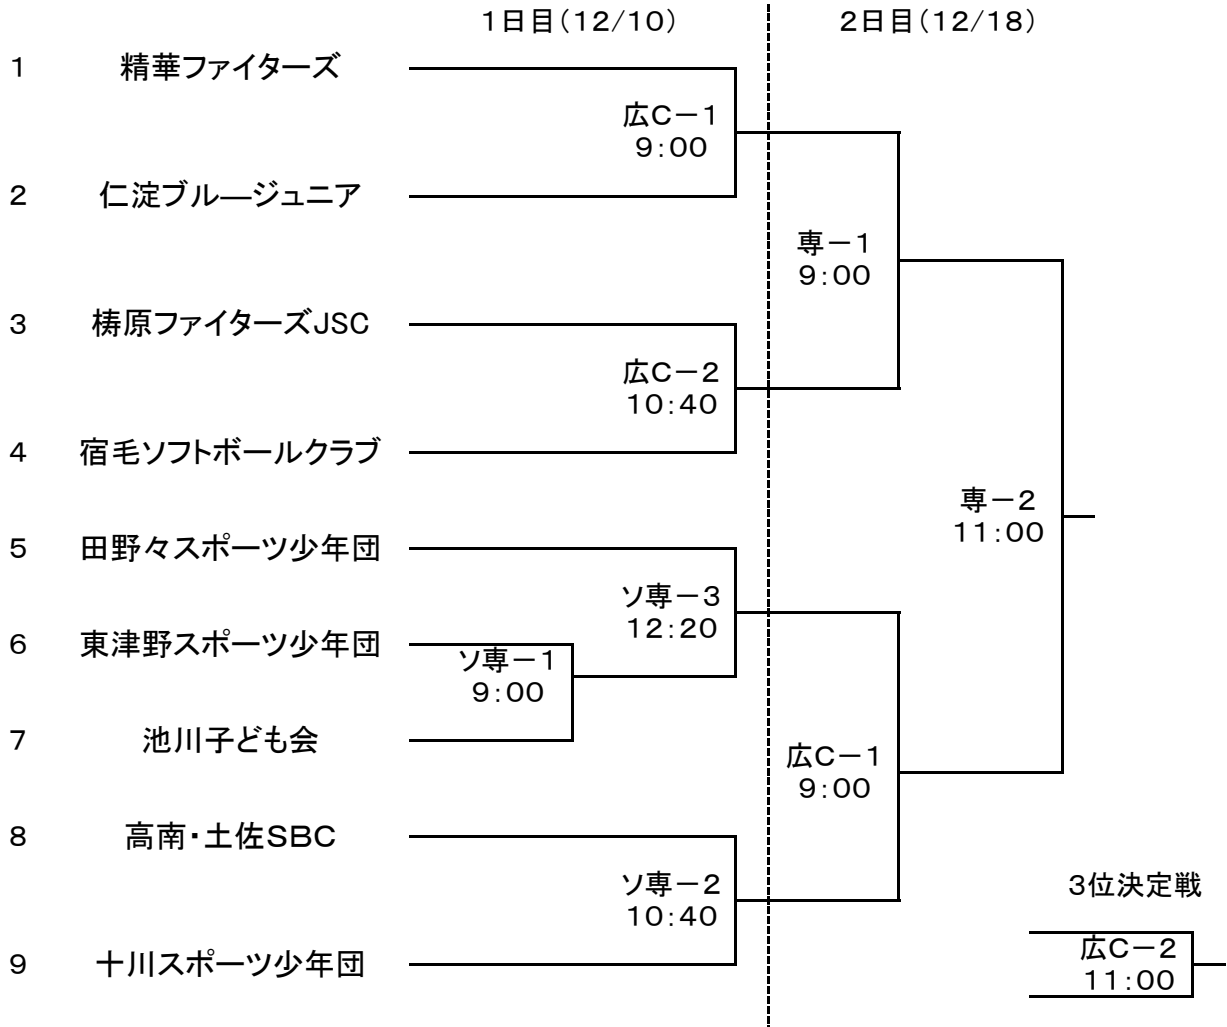 1日目(12/10)
2日目(12/18)
1 精華ファイターズ
広C－1
9:00
2 仁淀ブル―ジュニア
専－1
9:00
3 梼原ファイターズJSC
広C－2
10:40
4 宿毛ソフトボールクラブ
専－2
11:00
5 田野々スポーツ少年団
ソ専－3
12:20
6 東津野スポーツ少年団
ソ専－1
9:00
7 池川子ども会
広C－1
9:00
8 高南・土佐SBC
ソ専－2
10:40
3位決定戦
広C－2
11:00
9 十川スポーツ少年団